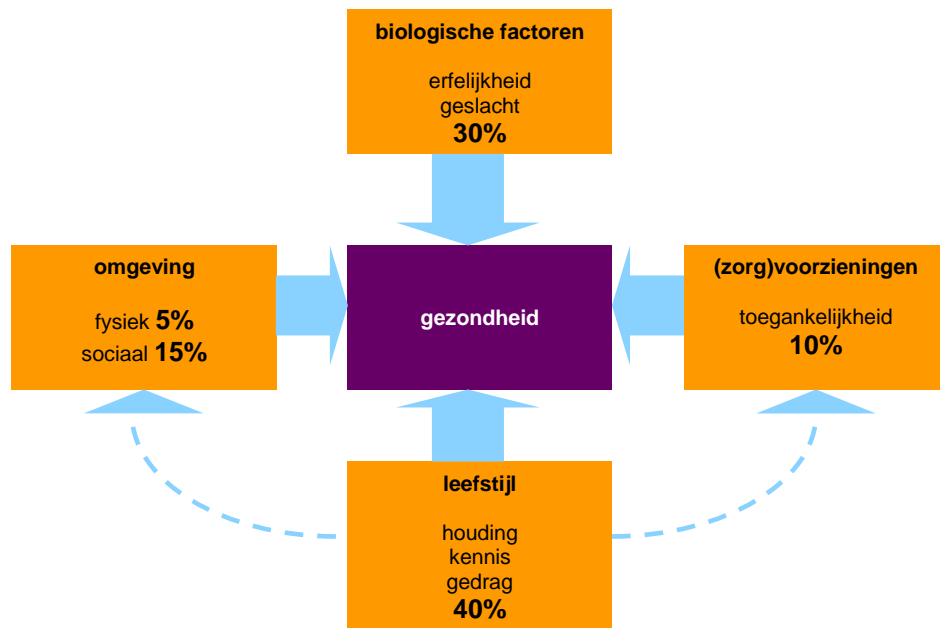 biologische factoren
erfelijkheid
geslacht
30%
omgeving
fysiek 5%
sociaal 15%
gezondheid
(zorg)voorzieningen
toegankelijkheid
10%
leefstijl
houding
kennis
gedrag
40%